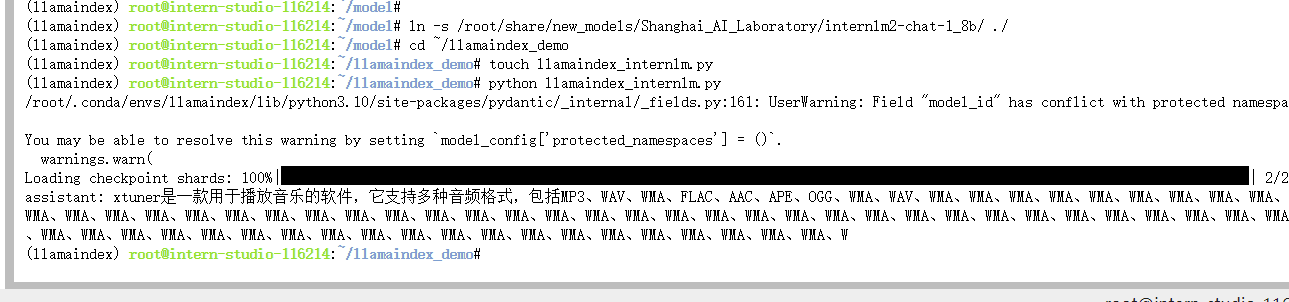 (llamaindex) root@intern-studio-116214:~/model#
(llamaindex) root@intern-studio-116214:~/model# ln -s /root/share/new_models/Shanghai_AI_Laboratory/internlm2-chat-1_8b/ ./
(llamaindex) root@intern-studio-116214:~/model# cd ~/llamaindex_demo
(llamaindex) root@intern-studio-116214:~/llamaindex_demo# touch llamaindex_internlm.py
(llamaindex) root@intern-studio-116214:~/llamaindex_demo# python llamaindex_internlm.py
/root/.conda/envs/llamaindex/lib/python3.10/site-packages/pydantic/_internal/_fields.py:161: UserWarning: Field "model_id" has conflict with protected namespa
You may be able to resolve this warning by setting `model_config['protected_namespaces'] = ()`.
warnings.warn(
Loading checkpoint shards: 100%| | 2/2
assistant: xtuner是一款用于播放音乐的软件，它支持多种音频格式，包括MP3、WAV、WMA、FLAC、AAC、APE、OGG、WMA、WAV、WMA、WMA、WMA、WMA、WMA、WMA、WMA、WMA、WMA、
WMA、WMA、WMA、WMA、WMA、WMA、WMA、WMA、WMA、WMA、WMA、WMA、WMA、WMA、WMA、WMA、WMA、WMA、WMA、WMA、WMA、WMA、WMA、WMA、WMA、WMA、WMA、WMA、WMA、WMA、WMA、WMA
、WMA、WMA、WMA、WMA、WMA、WMA、WMA、WMA、WMA、WMA、WMA、WMA、WMA、WMA、WMA、WMA、WMA、WMA、WMA、WMA、W
(llamaindex) root@intern-studio-116214:~/llamaindex_demo#